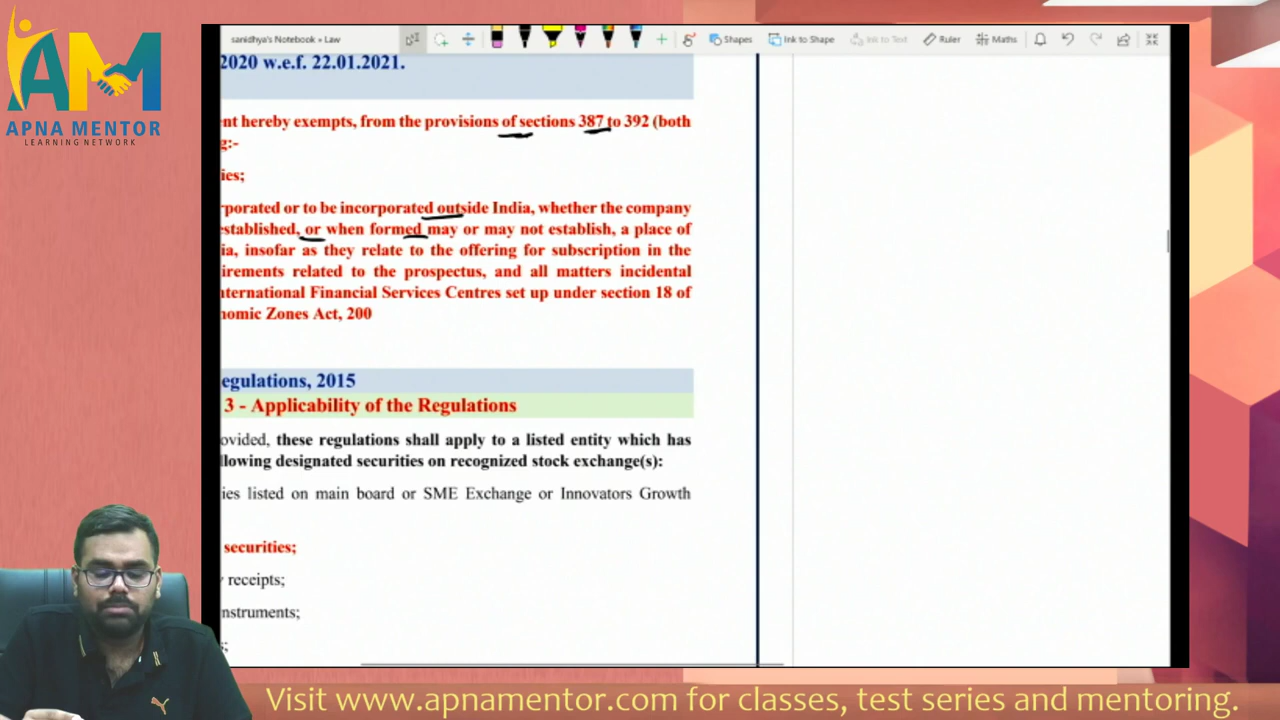 AM
APNA MENTOR
LEARNING NETWORK
sanidhya's Notebook » Law
Shapes
Ink to Shape
Ink to Text
Ruler
Maths
2020 w.e.f. 22.01.2021.
nt hereby exempts, from the provisions of sections 387 to 392 (both
g:-
ies;
rporated or to be incorporated outside India, whether the company
established, or when formed may or may not establish, a place of
ia, insofar as they relate to the offering for subscription in the
irements related to the prospectus, and all matters incidental
nternational Financial Services Centres set up under section 18 of
nomic Zones Act, 200
egulations, 2015
3 - Applicability of the Regulations
ovided, these regulations shall apply to a listed entity which has
llowing designated securities on recognized stock exchange(s):
ies listed on main board or SME Exchange or Innovators Growth
securities;
receipts;
nstruments;
Visit www.apnamentor.com for classes, test series and mentoring.